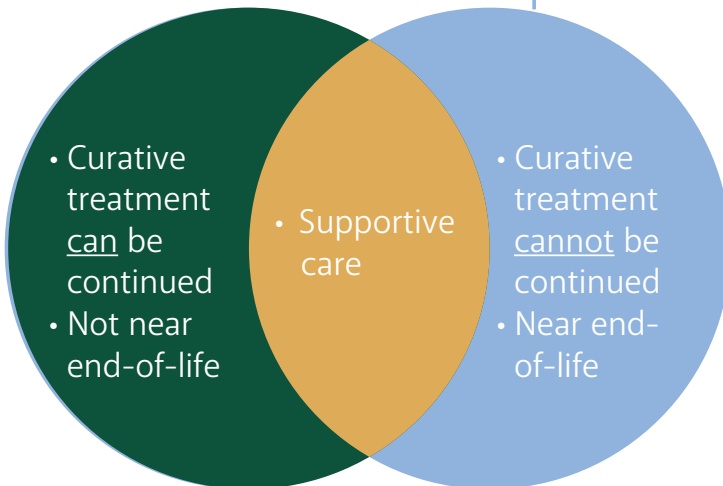 • Curative
treatment
can be
continued
• Not near
end-of-life
• Supportive
care
• Curative
treatment
cannot be
continued
• Near end-
of-life